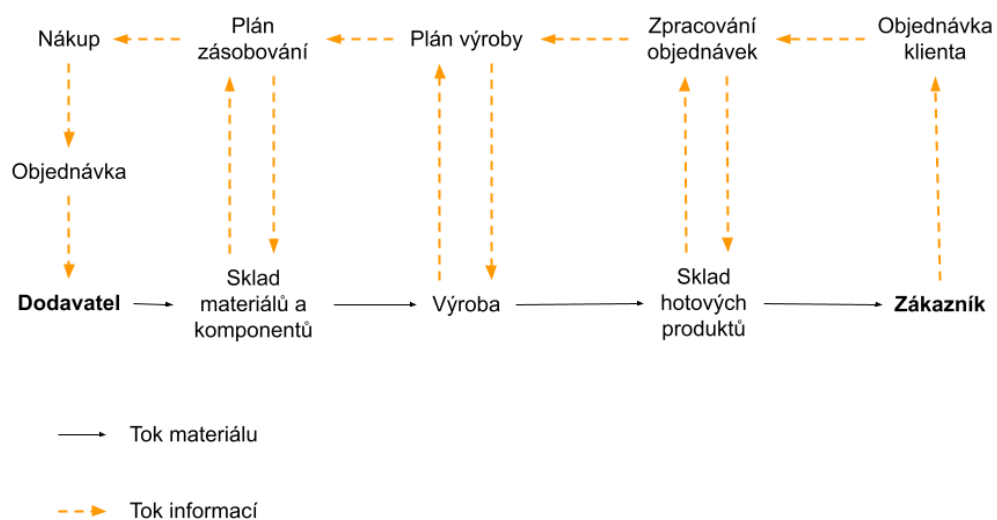 Nákup
Plán
zásobování
Plán výroby
Zpracování
objednávek
Objednávka
klienta
Objednávka
Dodavatel
Sklad
materiálů a
komponentů
Výroba
Sklad
hotových
produktů
Zákazník
Tok materiálu
Tok informací